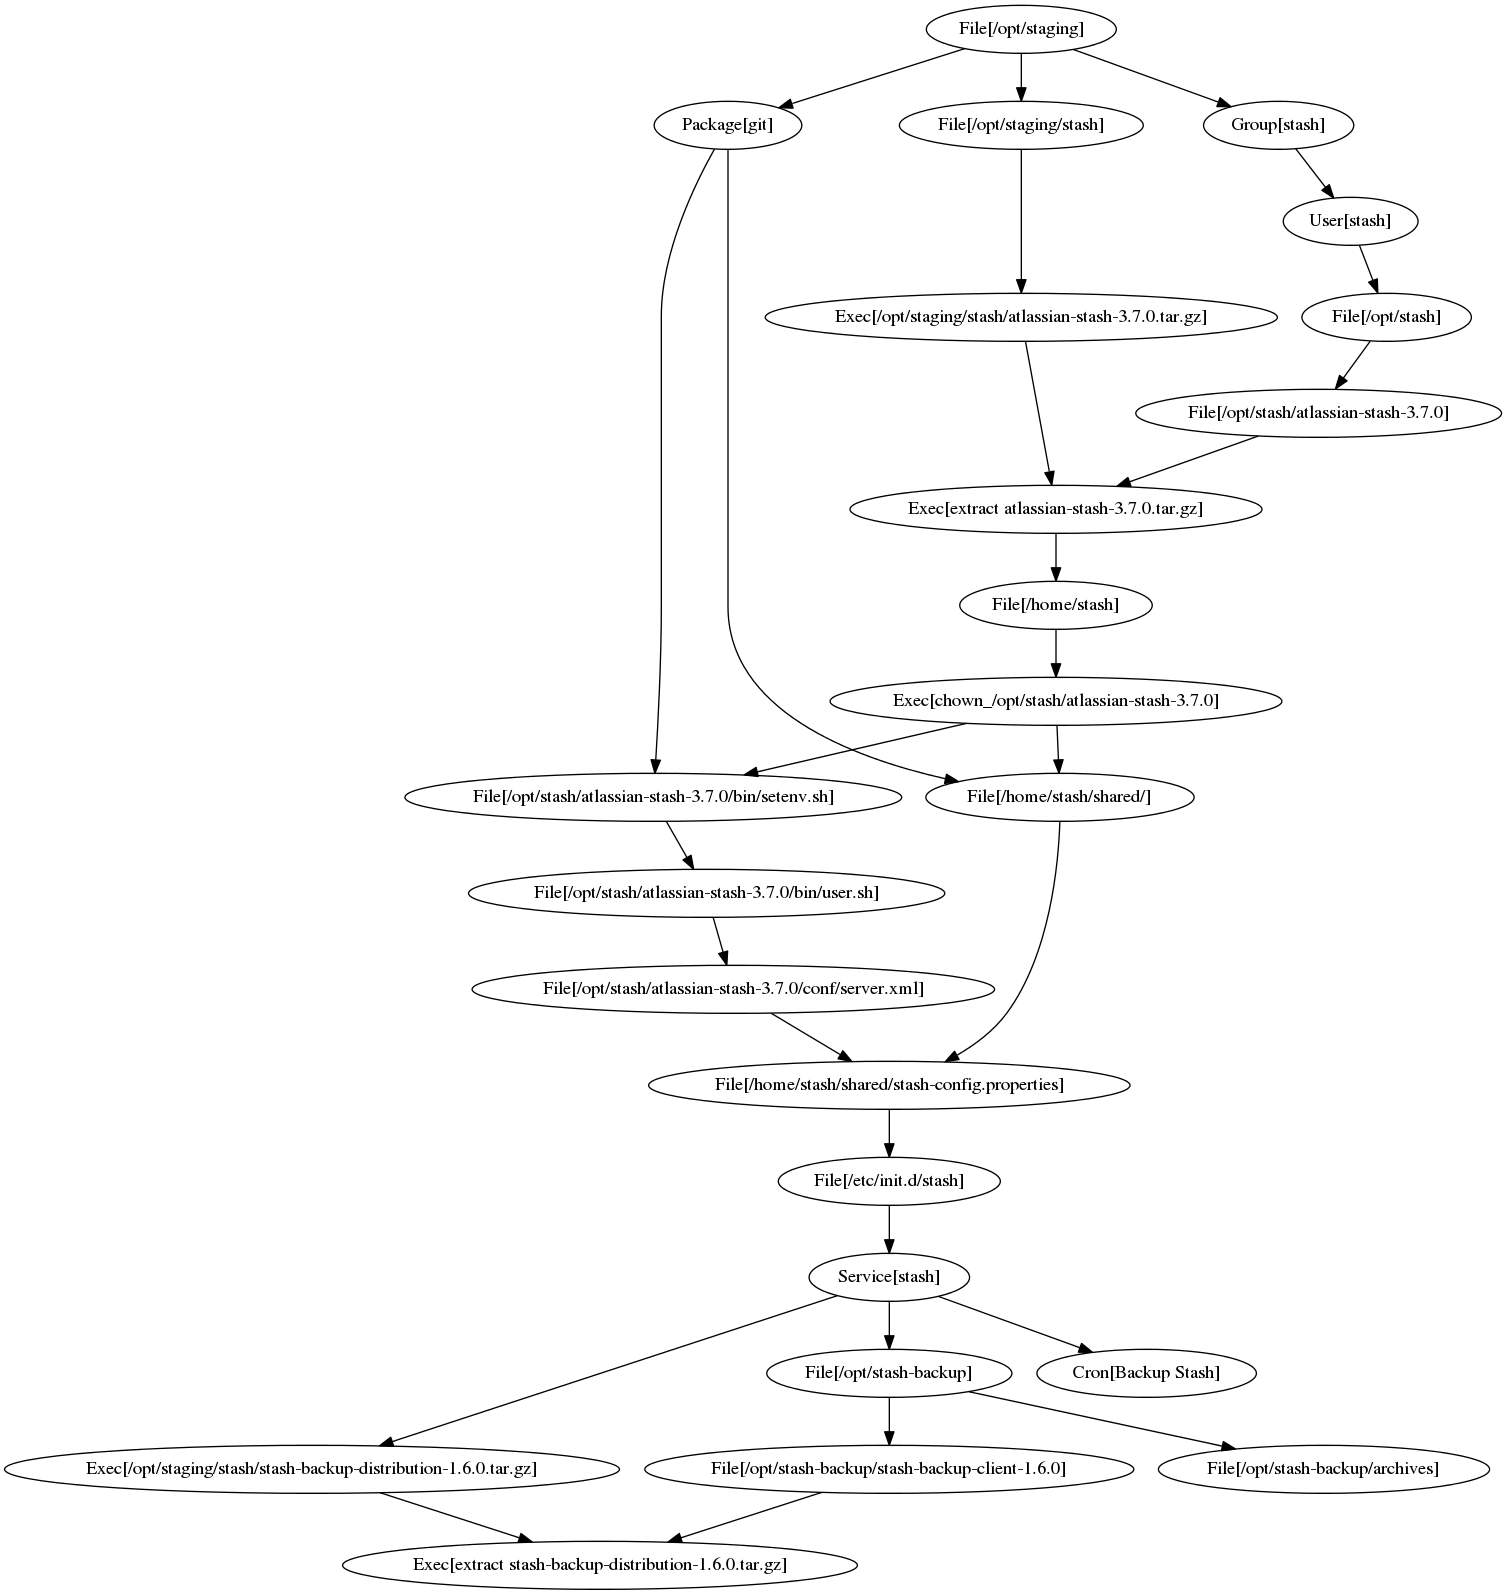 File[/opt/staging]
Package[git]
File[/opt/staging/stash]
Group[stash]
User[stash]
Exec[/opt/staging/stash/atlassian-stash-3.7.0.tar.gz]
File[/opt/stash]
File[/opt/stash/atlassian-stash-3.7.0]
Exec[extract atlassian-stash-3.7.0.tar.gz]
File[/home/stash]
Exec[chown_/opt/stash/atlassian-stash-3.7.0]
File[/opt/stash/atlassian-stash-3.7.0/bin/setenv.sh]
File[/home/stash/shared/]
File[/opt/stash/atlassian-stash-3.7.0/bin/user.sh]
File[/opt/stash/atlassian-stash-3.7.0/conf/server.xml]
File[/home/stash/shared/stash-config.properties]
File[/etc/init.d/stash]
Service[stash]
File[/opt/stash-backup]
Cron[Backup Stash]
Exec[/opt/staging/stash/stash-backup-distribution-1.6.0.tar.gz]
File[/opt/stash-backup/stash-backup-client-1.6.0]
File[/opt/stash-backup/archives]
Exec[extract stash-backup-distribution-1.6.0.tar.gz]